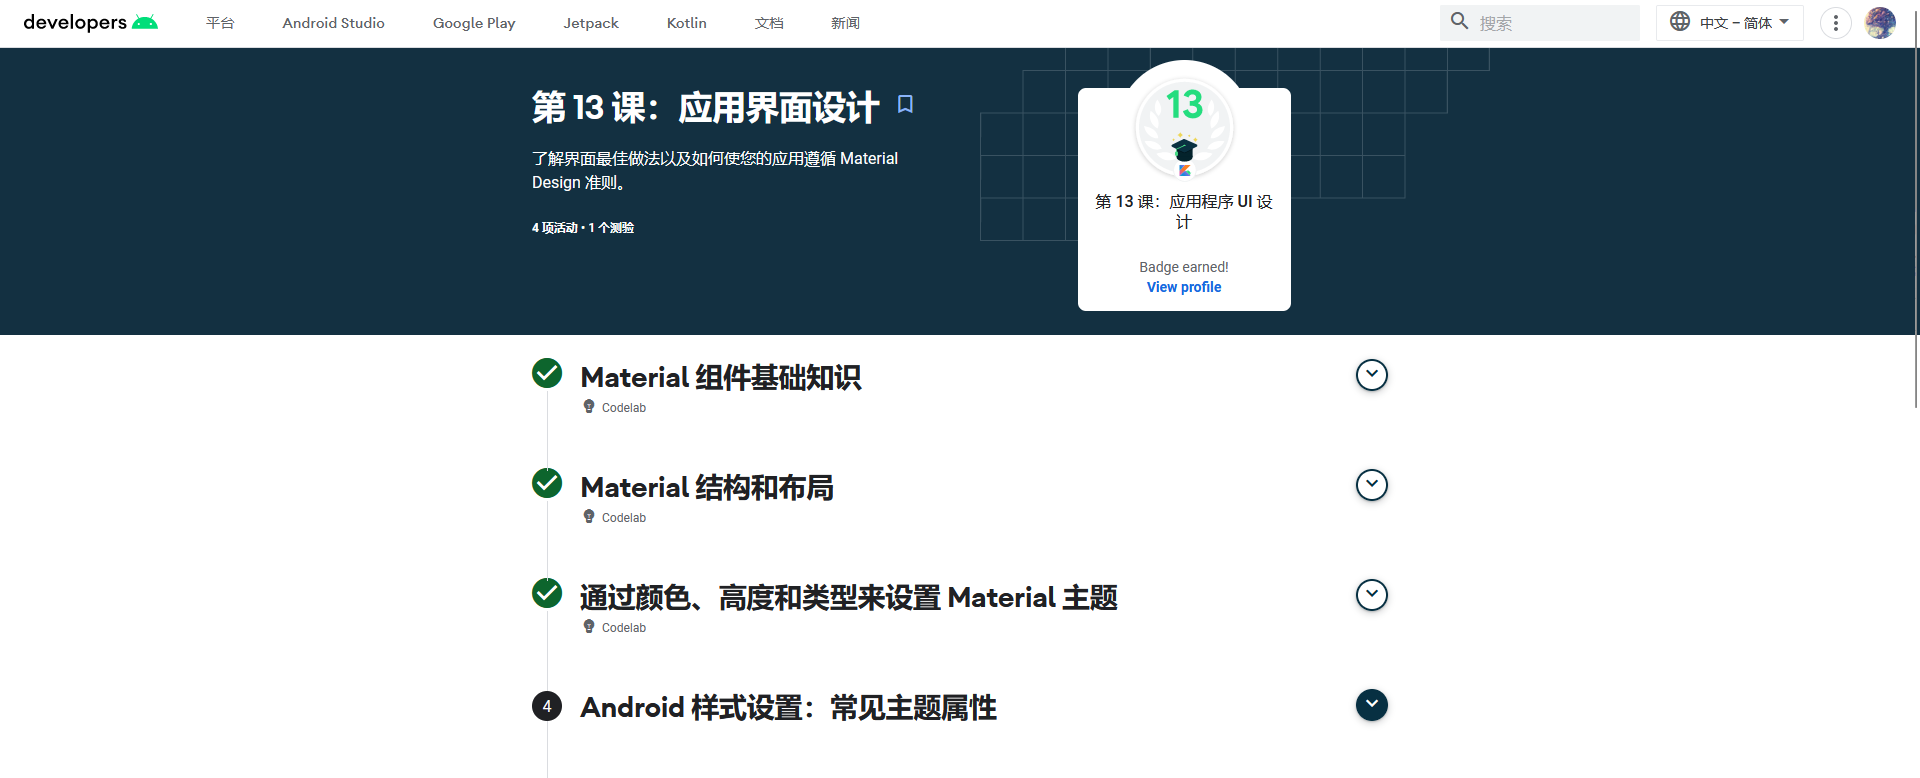 developers
平台
Android Studio
Google Play
Jetpack
Kotlin
文档
新闻
搜索
中文 – 简体
第 13 课：应用界面设计
了解界面最佳做法以及如何使您的应用遵循 Material
Design 准则。
4 项活动 • 1 个测验
13
第 13 课：应用程序 UI 设
计
Badge earned!
View profile
Material 组件基础知识
Codelab
Material 结构和布局
Codelab
通过颜色、高度和类型来设置 Material 主题
Codelab
4
Android 样式设置：常见主题属性